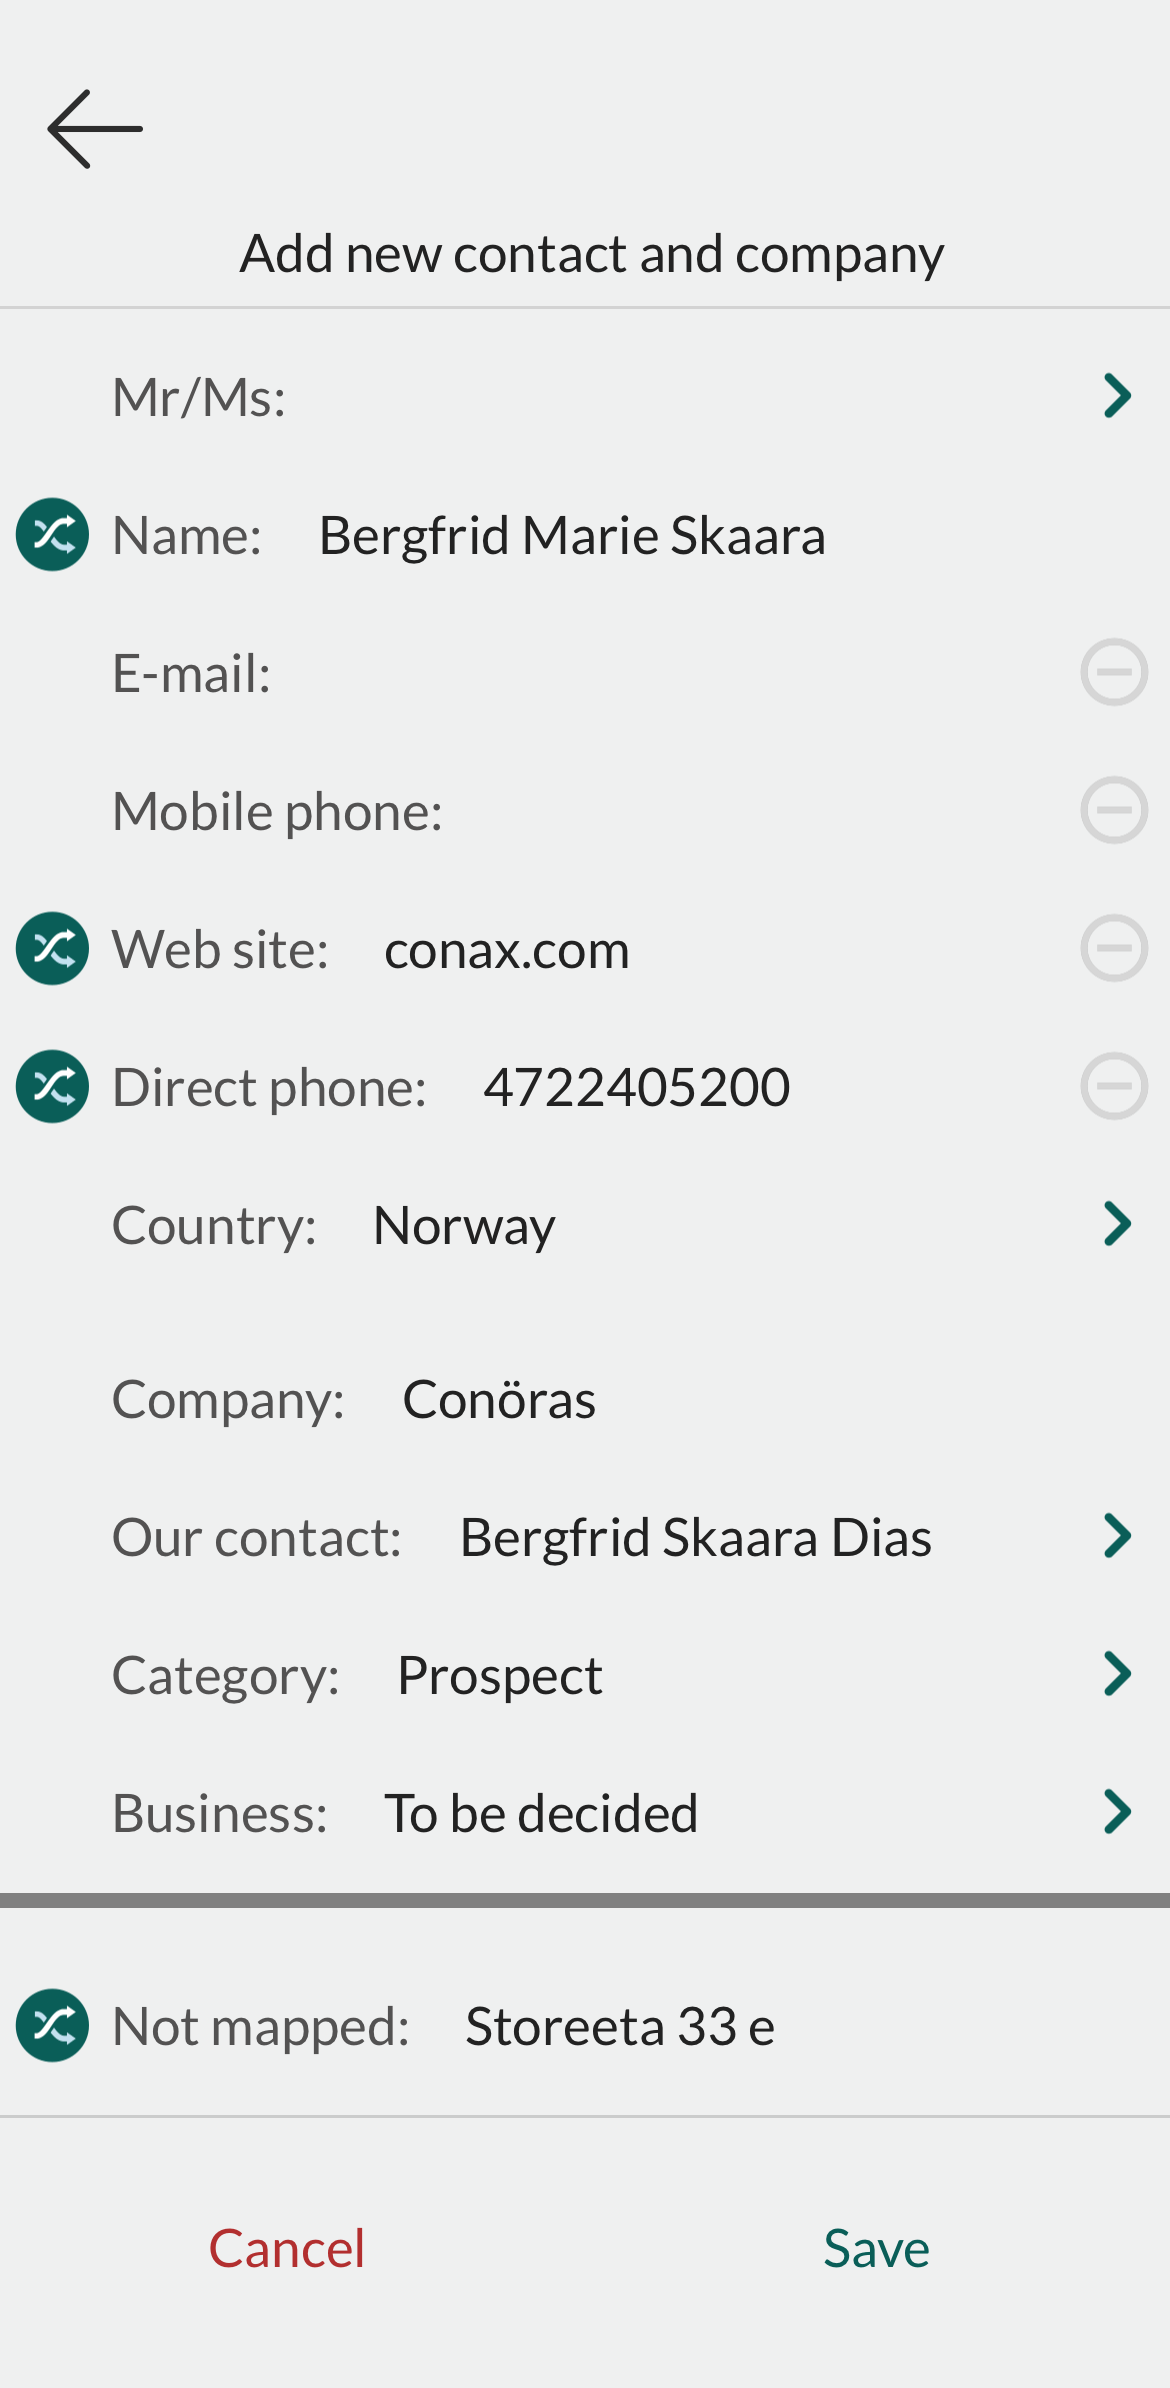 Add new contact and company
Mr/Ms:
Name: Bergfrid Marie Skaara
E-mail:
Mobile phone:
Web site: conax.com
Direct phone: 4722405200
Country: Norway
Company: Conöras
Our contact: Bergfrid Skaara Dias
Category: Prospect
Business: To be decided
Not mapped: Storeeta 33 e
Cancel Save